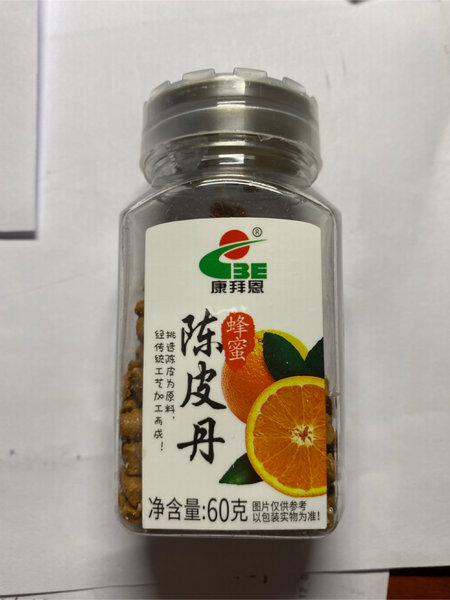 ®
CBE
康拜恩
蜂蜜
陈皮丹
挑选陈皮为原料，
经传统工艺加工而成！
净含量:60克
图片仅供参考
以包装实物为准！